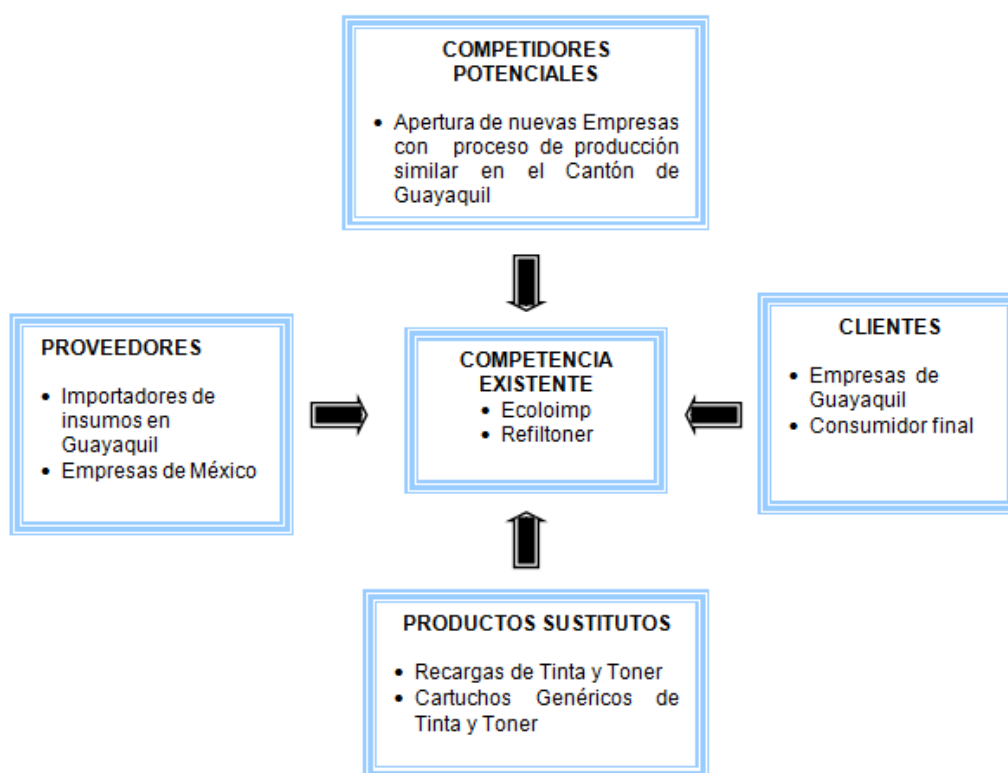 COMPETIDORES
POTENCIALES
• Apertura de nuevas Empresas
con proceso de producción
similar en el Cantón de
Guayaquil
PROVEEDORES
• Importadores de
insumos en
Guayaquil
• Empresas de México
COMPETENCIA
EXISTENTE
• Ecoloimp
• Refiltoner
CLIENTES
• Empresas de
Guayaquil
• Consumidor final
PRODUCTOS SUSTITUTOS
• Recargas de Tinta y Toner
• Cartuchos Genéricos de
Tinta y Toner